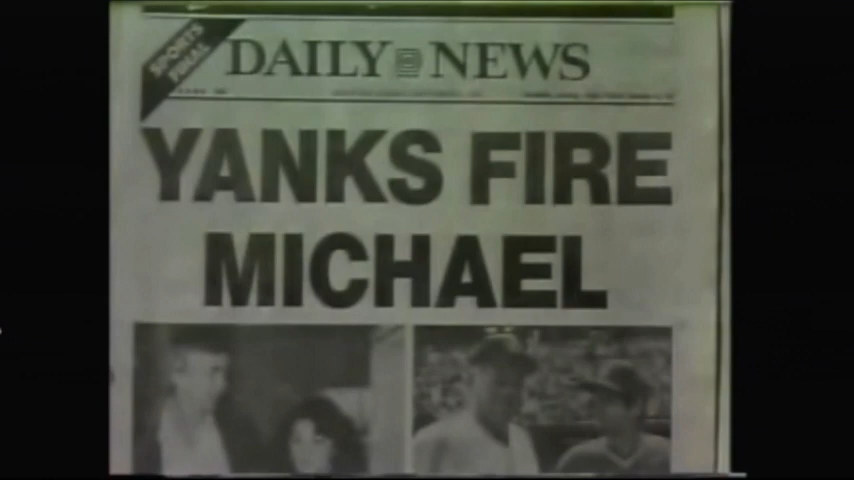 SPORTS
FINAL
DAILY NEWS
YANKS FIRE
MICHAEL